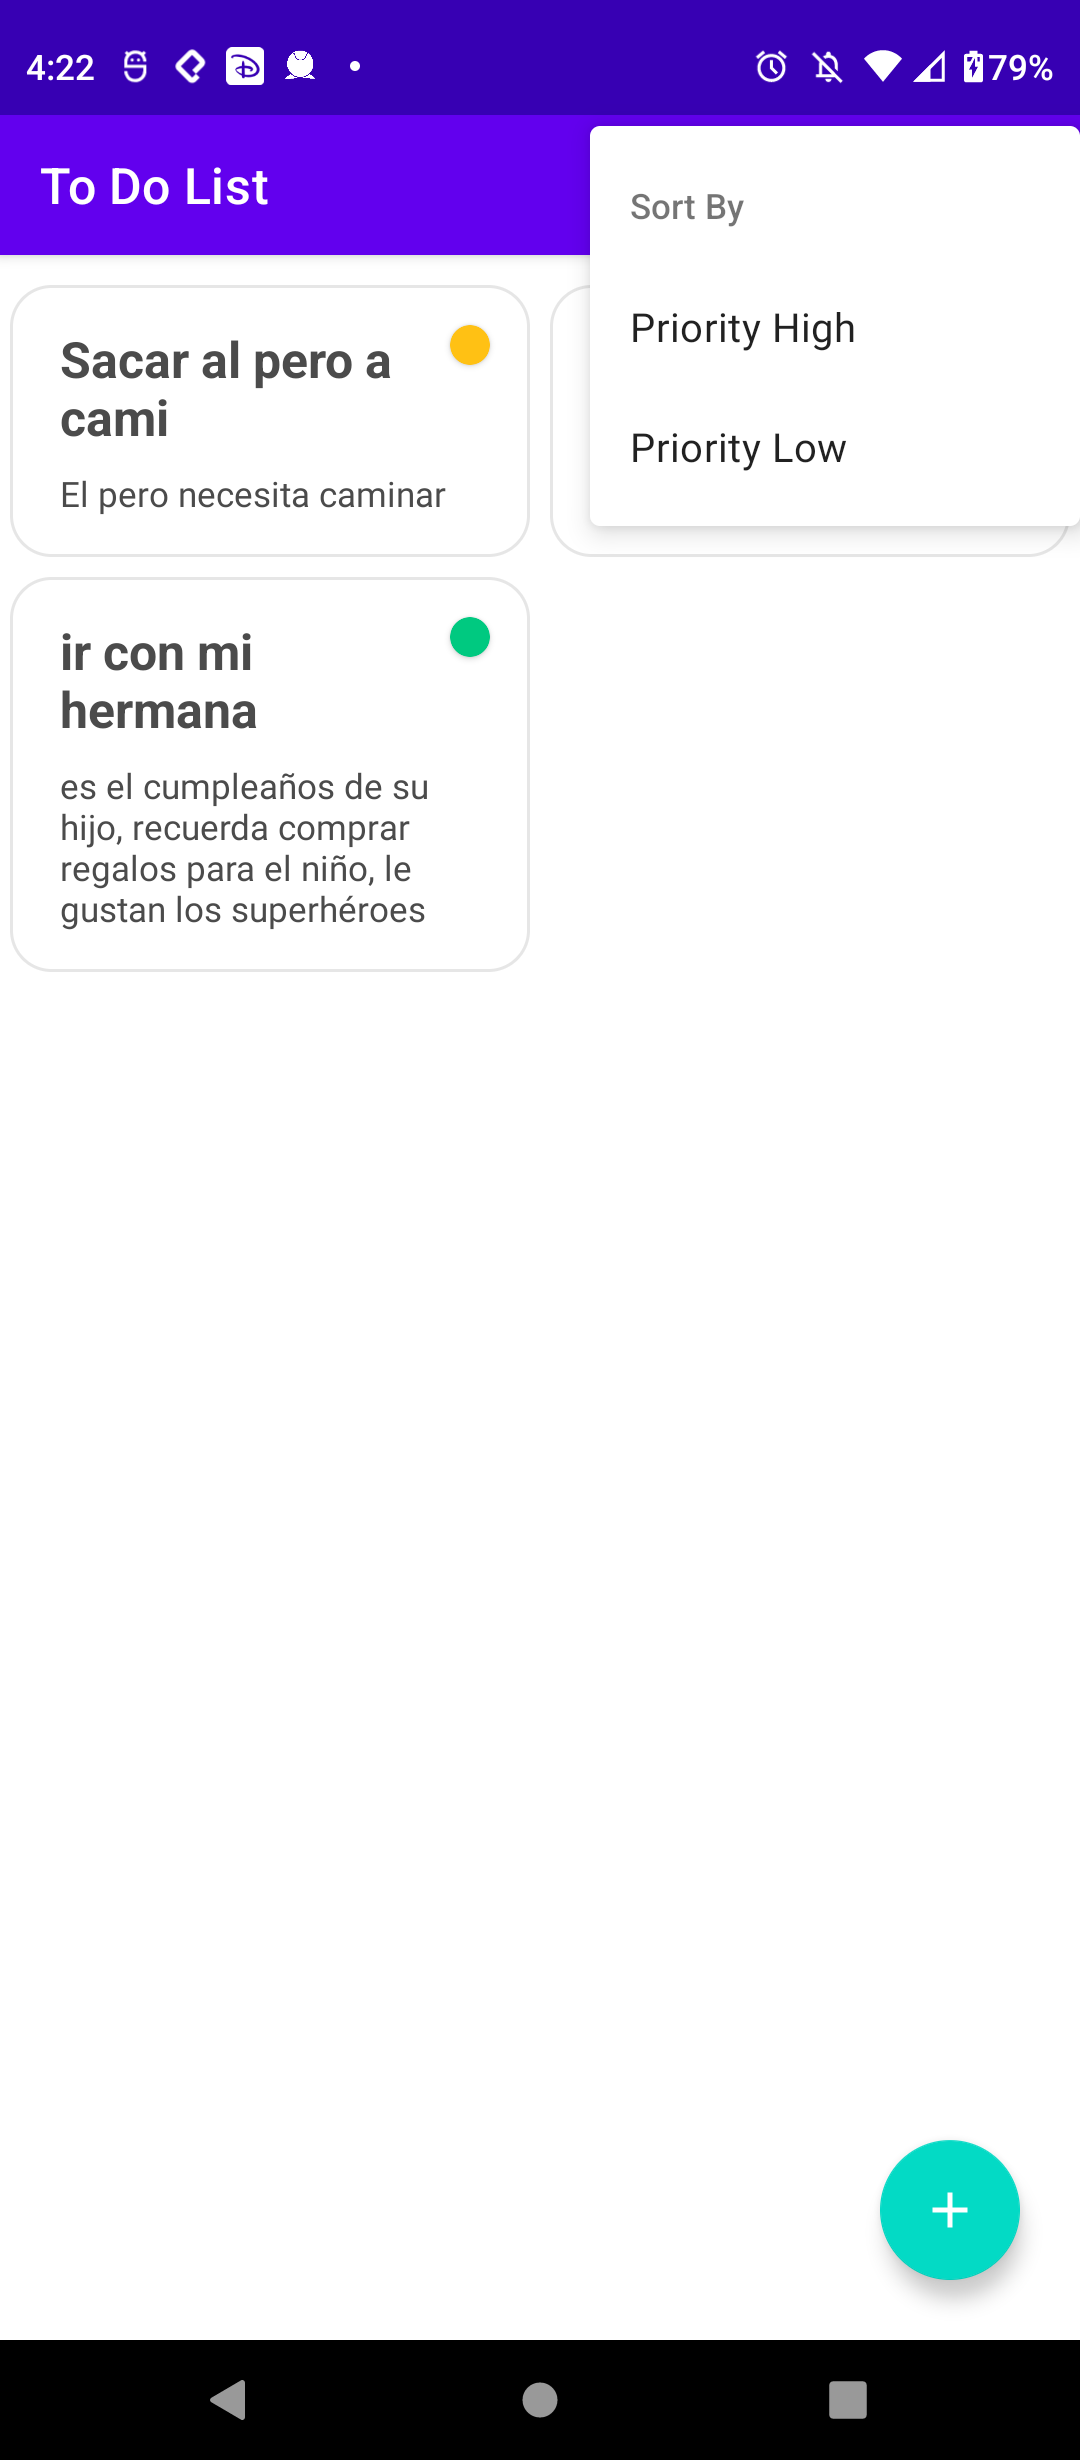 4:22
79%
To Do List
Sort By
Priority High
Priority Low
Sacar al pero a
cami
El pero necesita caminar
ir con mi
hermana
es el cumpleaños de su
hijo, recuerda comprar
regalos para el niño, le
gustan los superhéroes